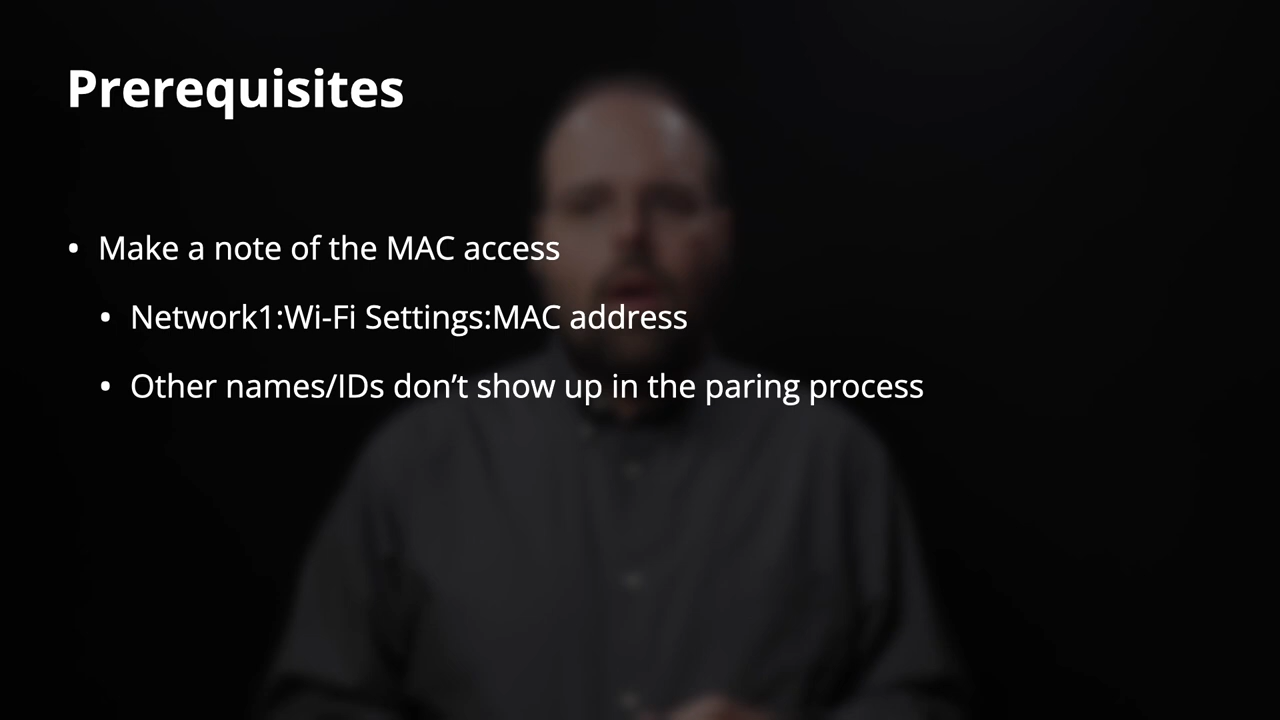 Prerequisites
• Make a note of the MAC access
• Network1:Wi-Fi Settings:MAC address
• Other names/IDs don’t show up in the paring process